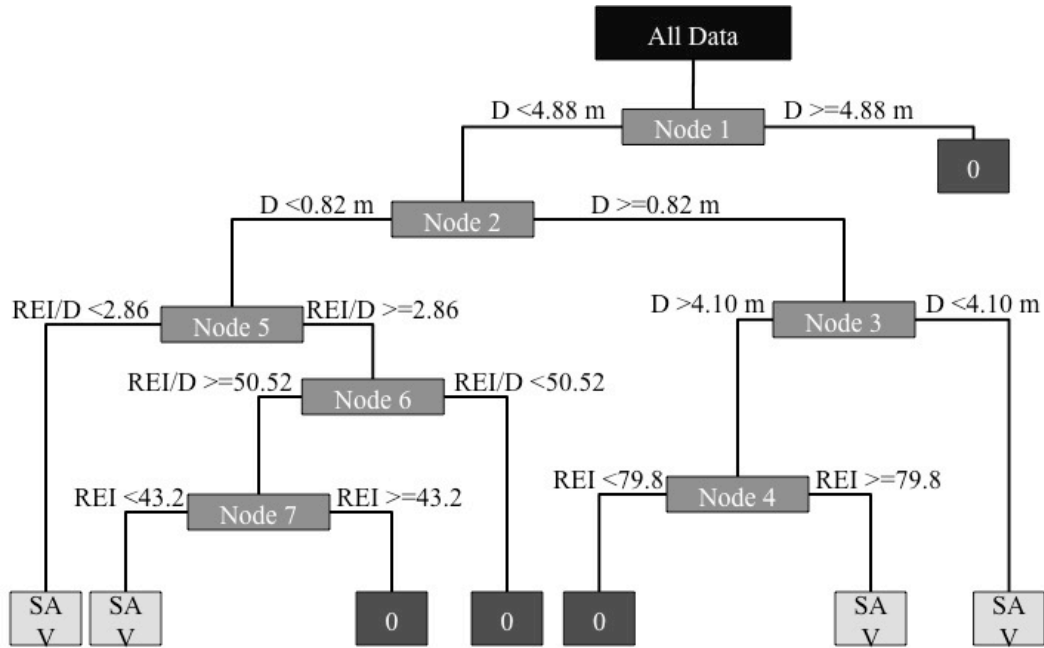 All Data
D <4.88 m
Node 1
D >=4.88 m
0
D <0.82 m
Node 2
D >=0.82 m
REI/D <2.86
Node 5
REI/D >=2.86
D >4.10 m
Node 3
D <4.10 m
REI/D >=50.52
Node 6
REI/D <50.52
REI <43.2
Node 7
REI >=43.2
REI <79.8
Node 4
REI >=79.8
SA
V
SA
V
0
0
0
SA
V
SA
V